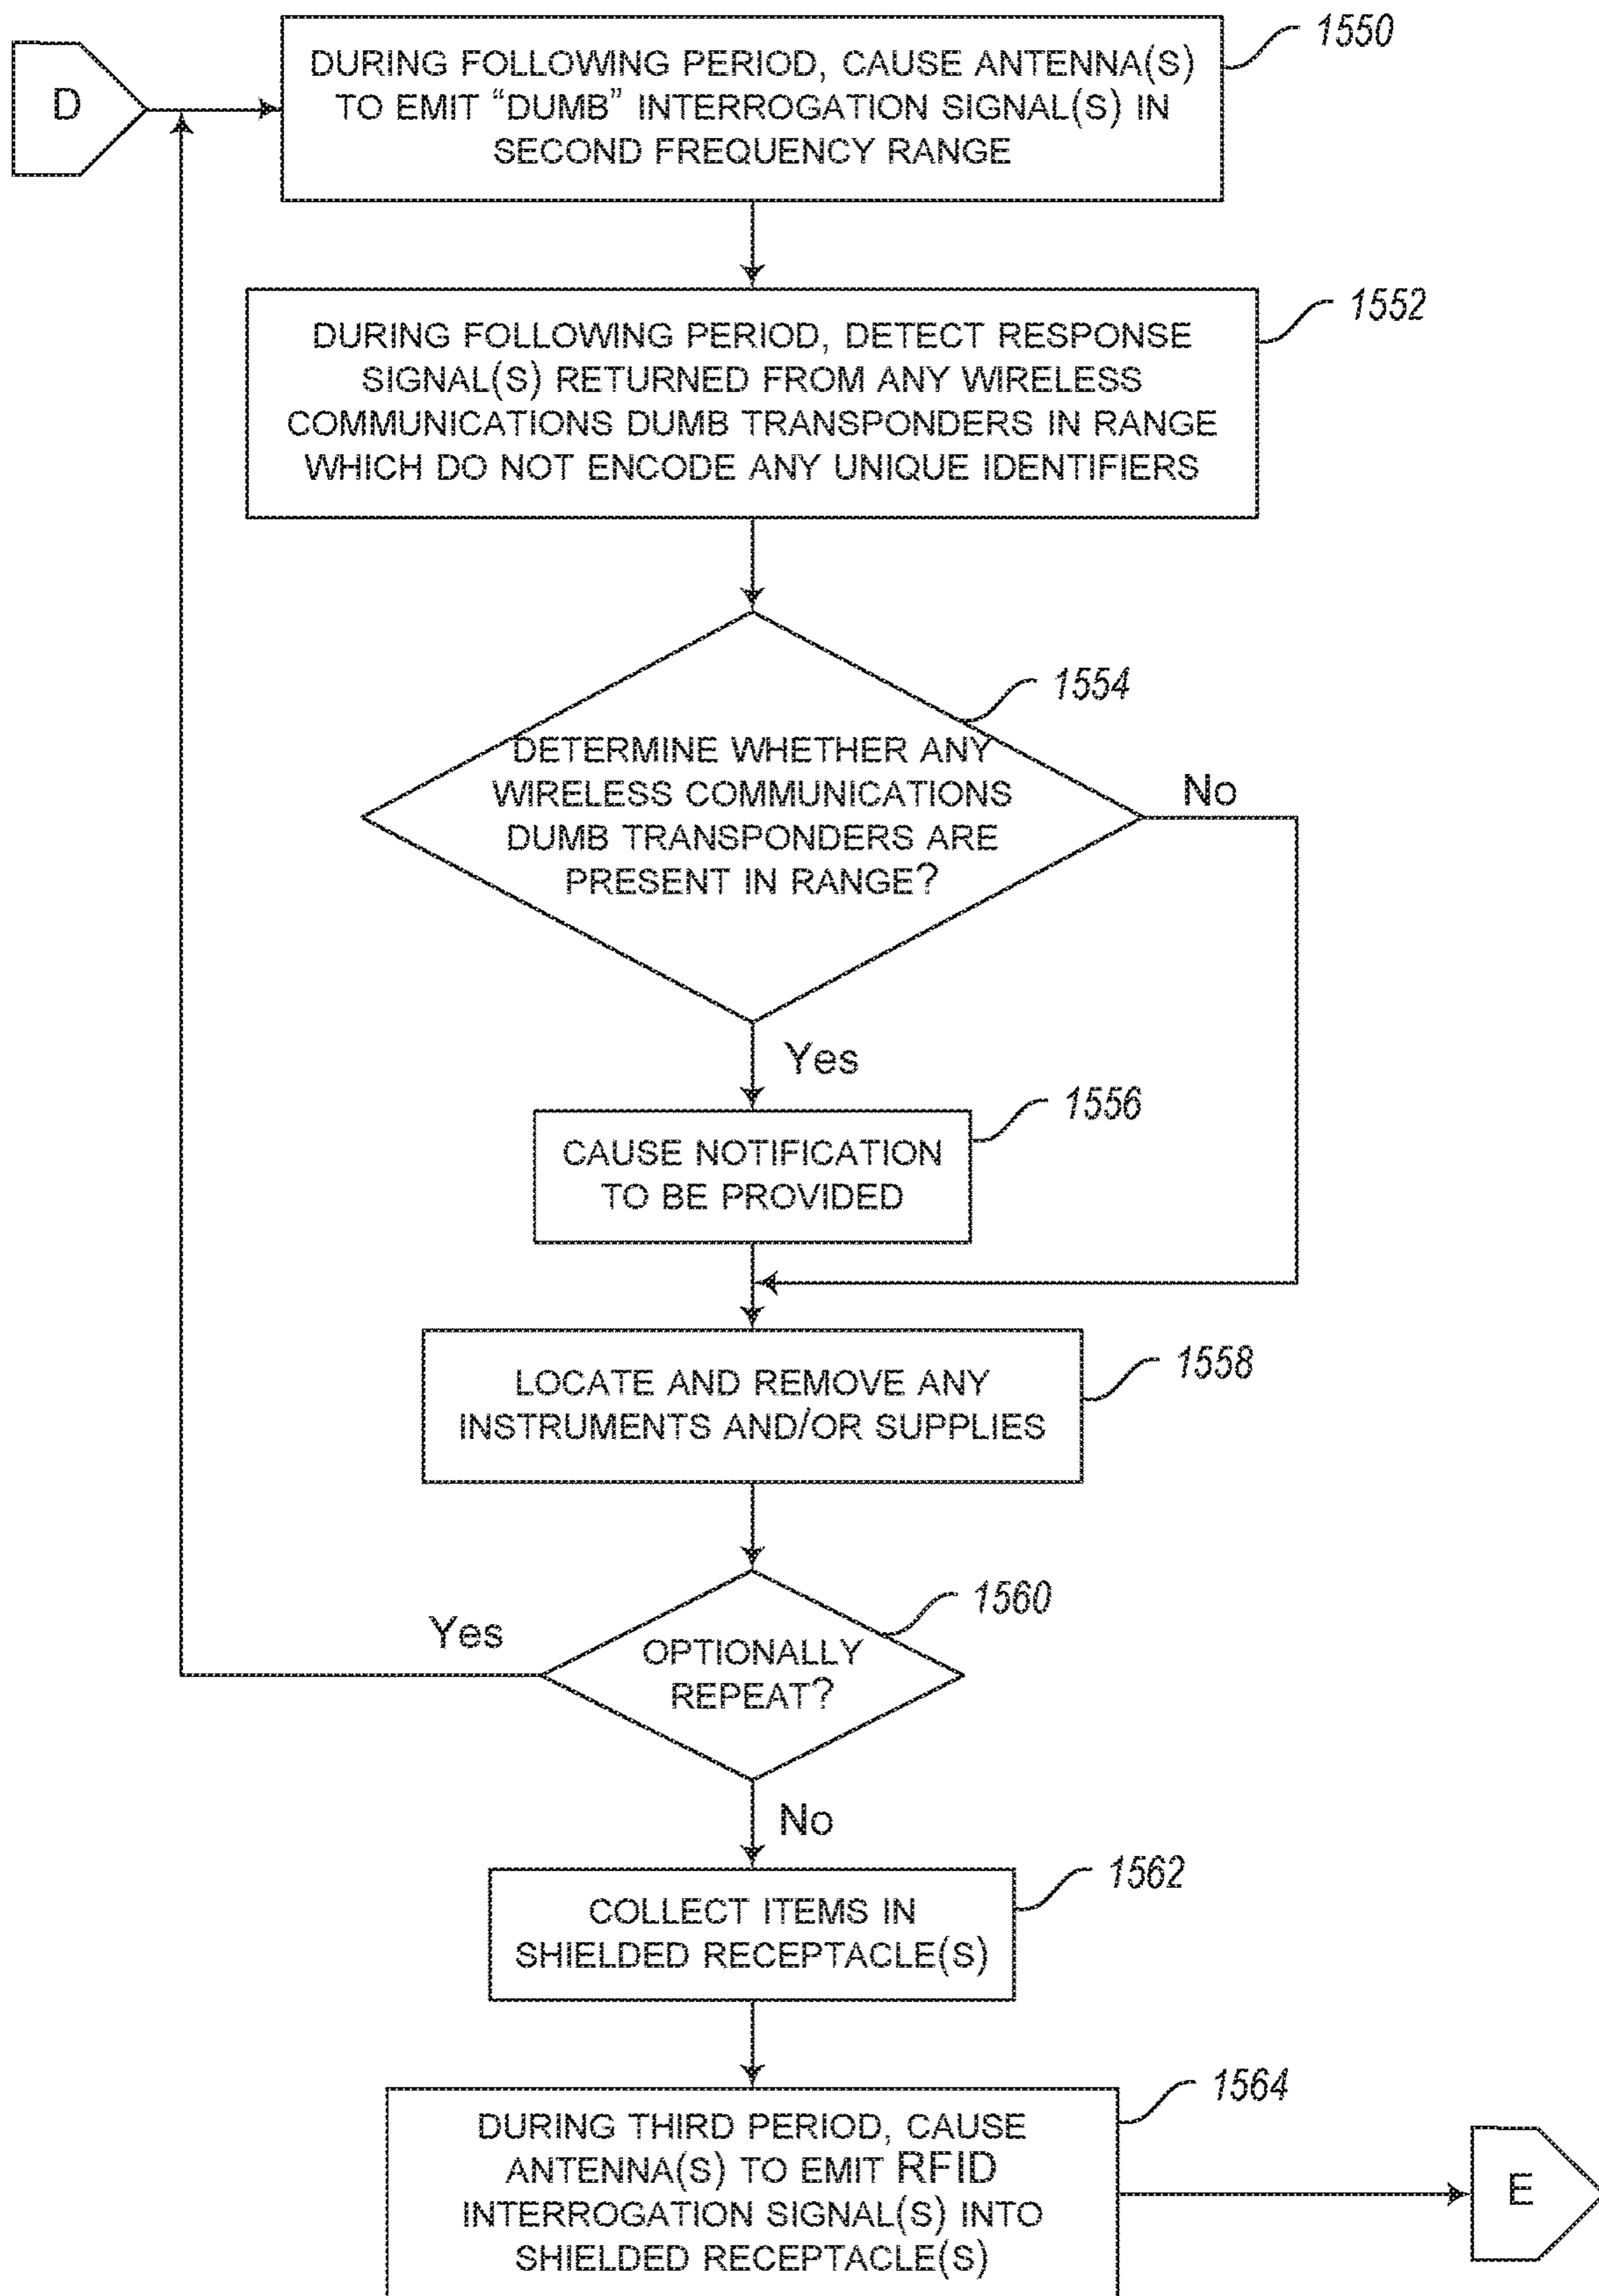 D
1550
DURING FOLLOWING PERIOD, CAUSE ANTENNA(S)
TO EMIT “DUMB” INTERROGATION SIGNAL(S) IN
SECOND FREQUENCY RANGE
1552
DURING FOLLOWING PERIOD, DETECT RESPONSE
SIGNAL(S) RETURNED FROM ANY WIRELESS
COMMUNICATIONS DUMB TRANSPONDERS IN RANGE
WHICH DO NOT ENCODE ANY UNIQUE IDENTIFIERS
1554
DETERMINE WHETHER ANY
WIRELESS COMMUNICATIONS
DUMB TRANSPONDERS ARE
PRESENT IN RANGE?
No
Yes
1556
CAUSE NOTIFICATION
TO BE PROVIDED
1558
LOCATE AND REMOVE ANY
INSTRUMENTS AND/OR SUPPLIES
1560
Yes
OPTIONALLY
REPEAT?
No
1562
COLLECT ITEMS IN
SHIELDED RECEPTACLE(S)
1564
DURING THIRD PERIOD, CAUSE
ANTENNA(S) TO EMIT RFID
INTERROGATION SIGNAL(S) INTO
SHIELDED RECEPTACLE(S)
E